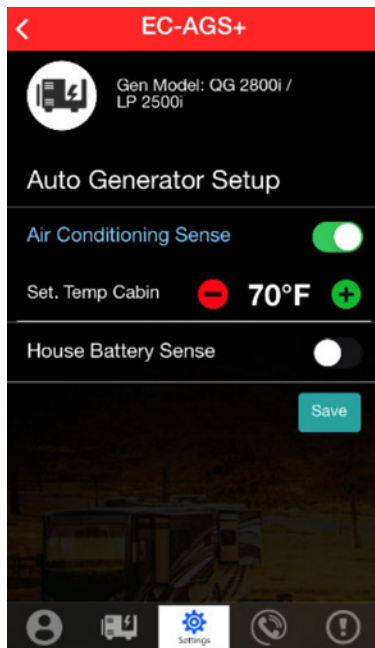 EC-AGS+
Gen Model: QG 2800i /
LP 2500i
Auto Generator Setup
Air Conditioning Sense
Set. Temp Cabin 70°F
House Battery Sense
Save
Settings